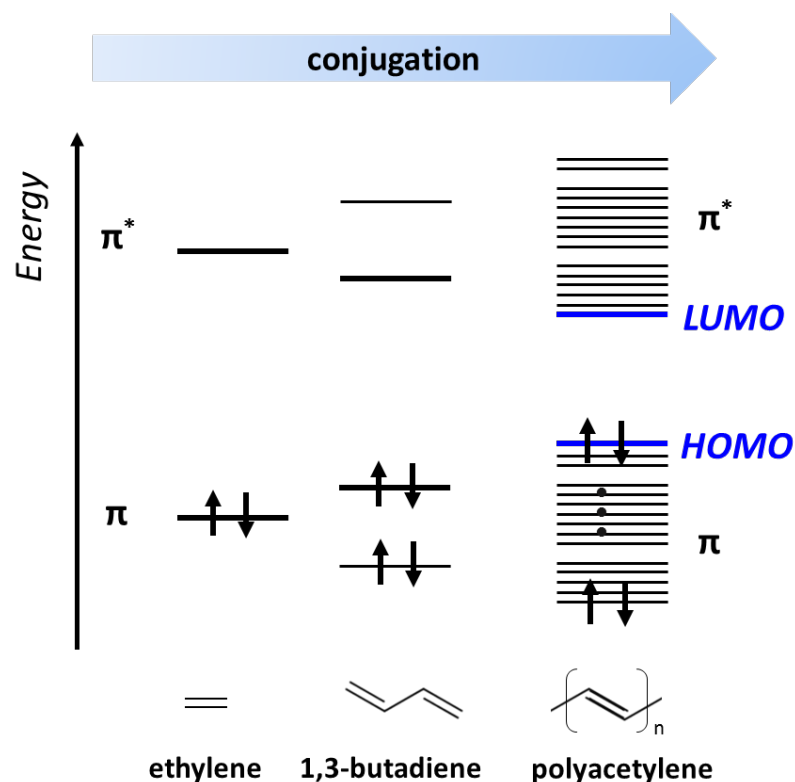 conjugation
Energy
π*
π*
LUMO
HOMO
π
π
n
ethylene 1,3-butadiene polyacetylene